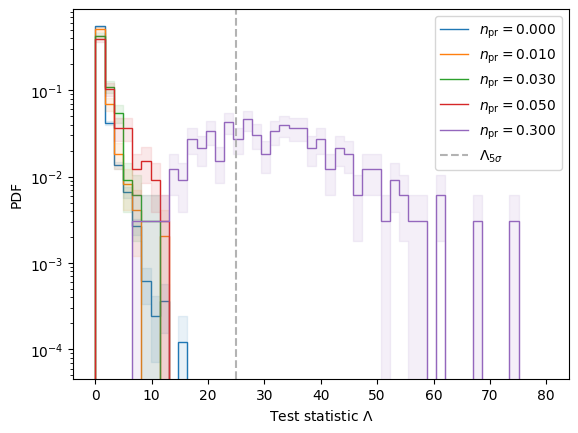 n_pr = 0.000
n_pr = 0.010
n_pr = 0.030
n_pr = 0.050
n_pr = 0.300
Λ_5σ
PDF
10⁻¹
10⁻²
10⁻³
10⁻⁴
0 10 20 30 40 50 60 70 80
Test statistic Λ